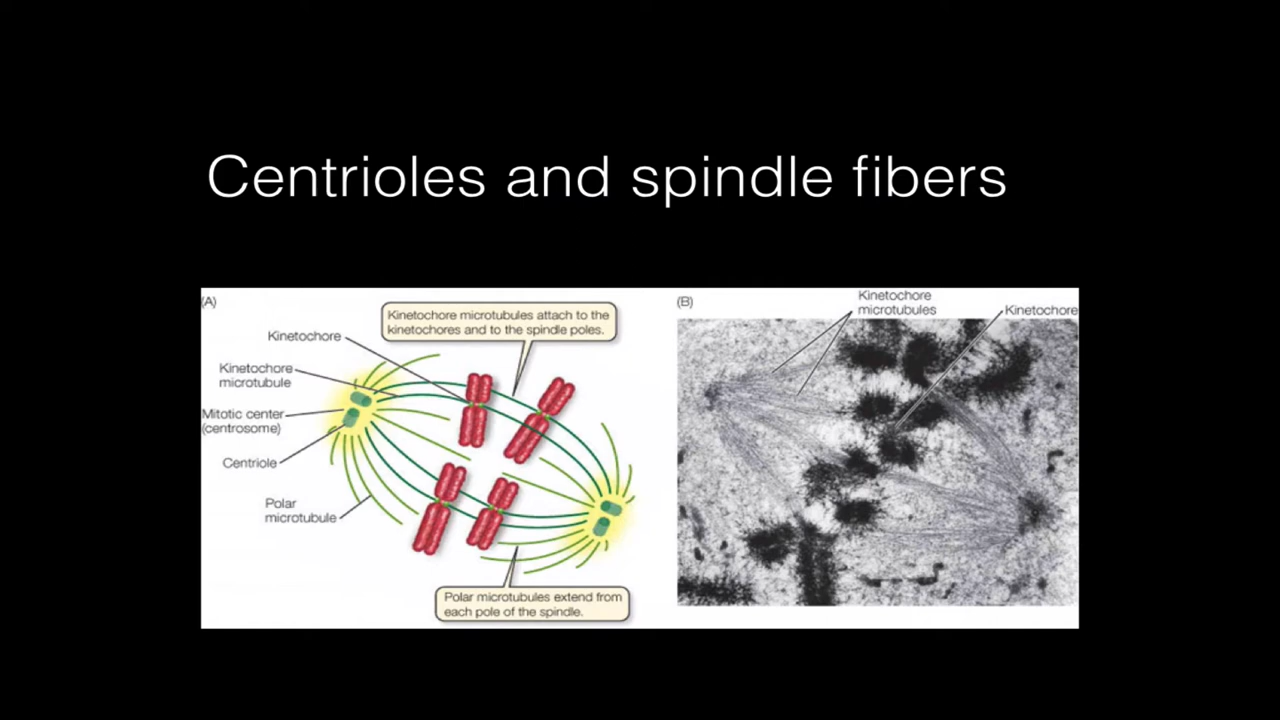 Centrioles and spindle fibers
(A)
Kinetochore microtubules attach to the
kinetochores and to the spindle poles.
Kinetochore
Kinetochore
microtubule
Mitotic center
(centrosome)
Centriole
Polar
microtubule
Polar microtubules extend from
each pole of the spindle.
(B)
Kinetochore
microtubules
Kinetochore